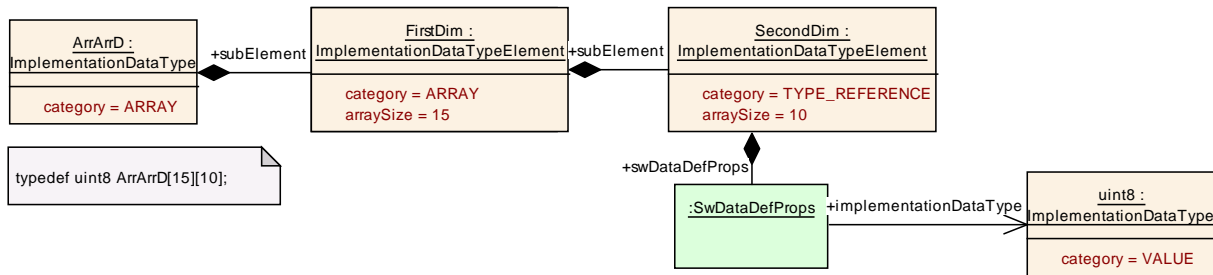 ArrArrD :
ImplementationDataType
category = ARRAY
+subElement
FirstDim :
ImplementationDataTypeElement
category = ARRAY
arraySize = 15
+subElement
SecondDim :
ImplementationDataTypeElement
category = TYPE_REFERENCE
arraySize = 10
typedef uint8 ArrArrD[15][10];
+swDataDefProps
:SwDataDefProps
+implementationDataType
uint8 :
ImplementationDataType
category = VALUE